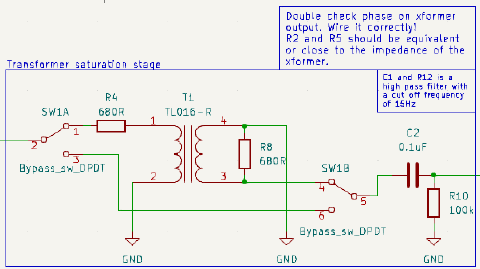 Double check phase on xformer
output. Wire it correctly!
R2 and R5 should be equivalent
or close to the impedance of the
xformer.
Transformer saturation stage
C1 and R12 is a
high pass filter with
a cut off frequency
of 15Hz
SW1A
R4
680R
T1
TL016-R
1
2
3
1
4
2
3
Bypass_sw_DPDT
R8
680R
SW1B
4
5
6
Bypass_sw_DPDT
C2
0.1uF
R10
100k
GND
GND
GND